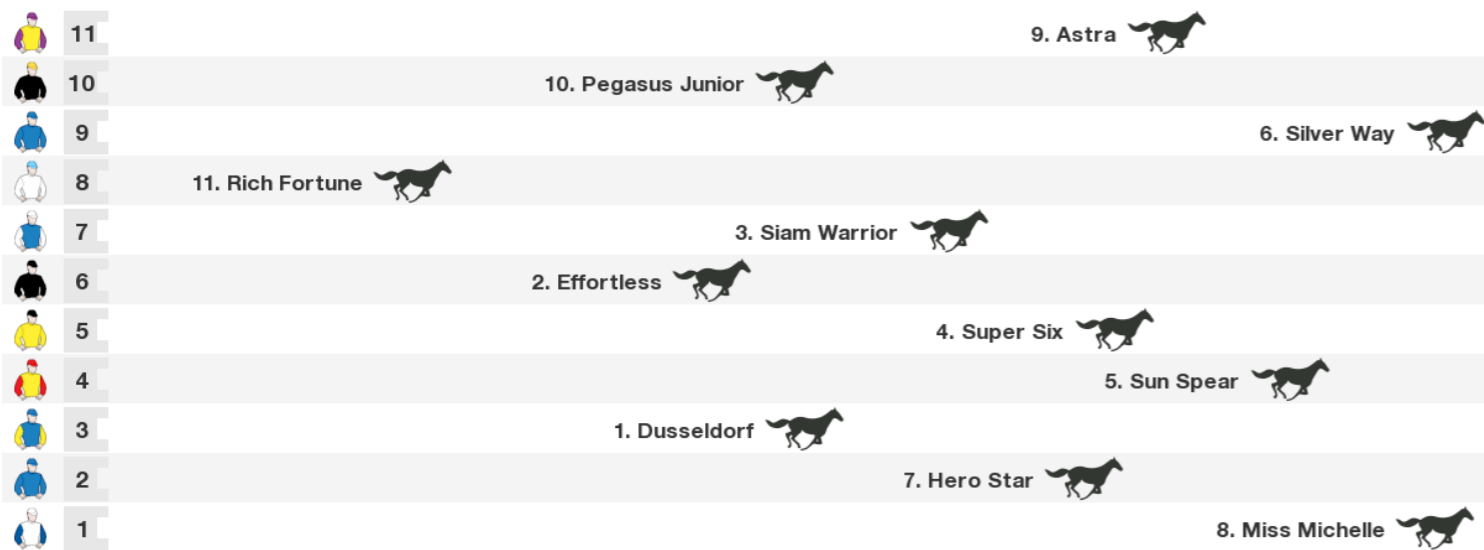 11 9. Astra
10 10. Pegasus Junior
9 6. Silver Way
8 11. Rich Fortune
7 3. Siam Warrior
6 2. Effortless
5 4. Super Six
4 5. Sun Spear
3 1. Dusseldorf
2 7. Hero Star
1 8. Miss Michelle